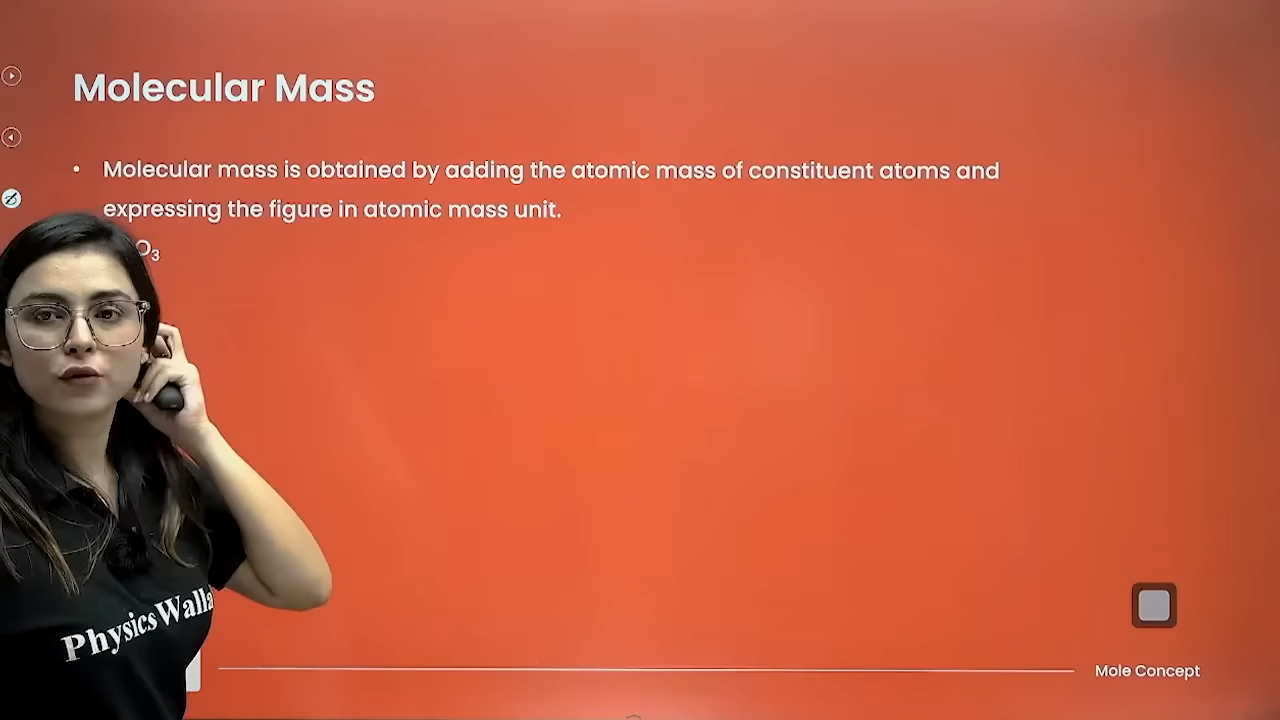 Molecular Mass
• Molecular mass is obtained by adding the atomic mass of constituent atoms and
expressing the figure in atomic mass unit.
O₃
Mole Concept